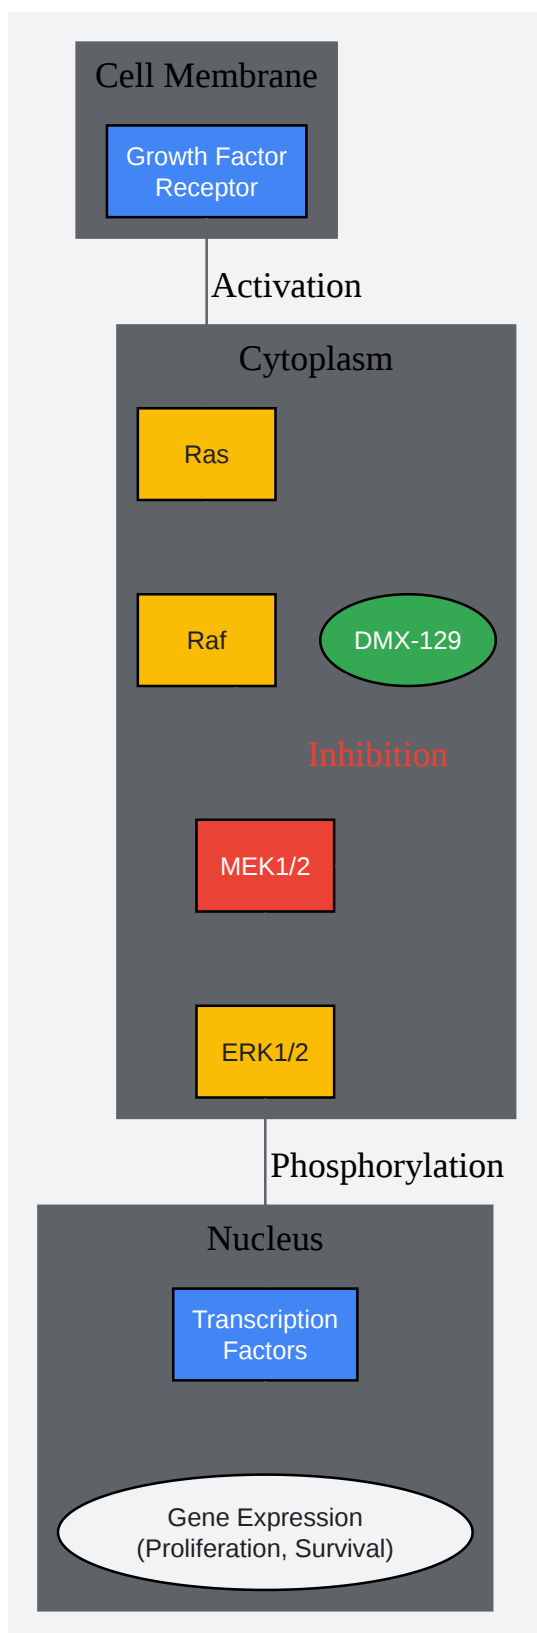 Cell Membrane
Growth Factor
Receptor
Activation
Cytoplasm
Ras
Raf
DMX-129
Inhibition
MEK1/2
ERK1/2
Phosphorylation
Nucleus
Transcription
Factors
Gene Expression
(Proliferation, Survival)